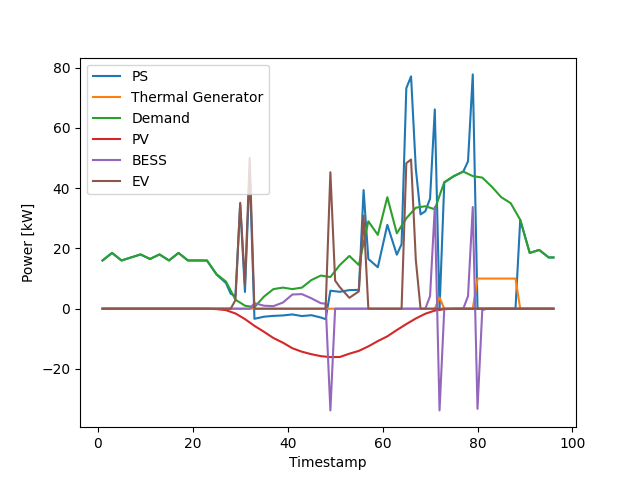 PS
Thermal Generator
Demand
PV
BESS
EV
Power [kW]
80
60
40
20
0
−20
0 20 40 60 80 100
Timestamp